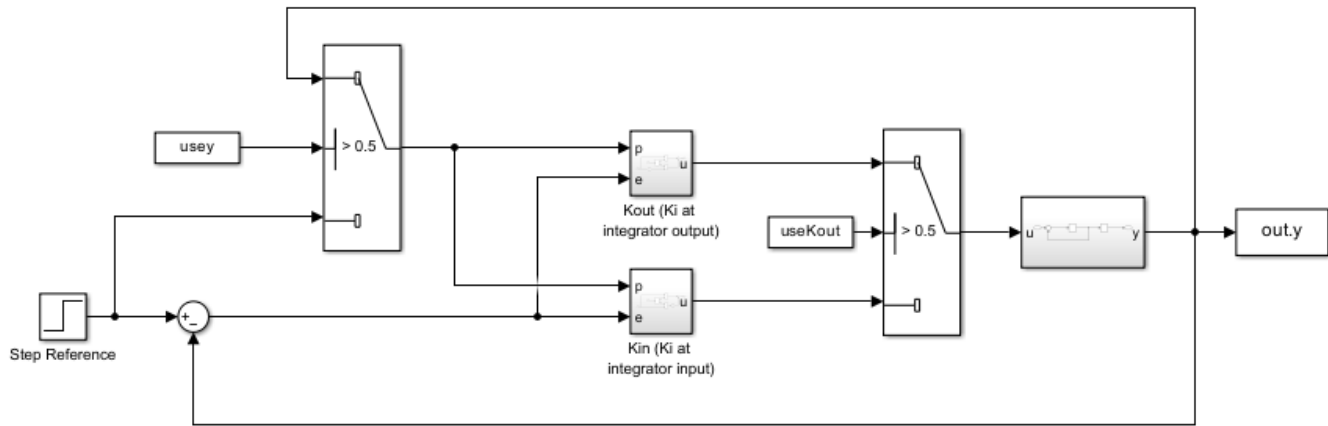 usey
> 0.5
p
e
u
Kout (Ki at
integrator output)
useKout
> 0.5
u
y
out.y
p
e
u
Kin (Ki at
integrator input)
+
−
Step Reference